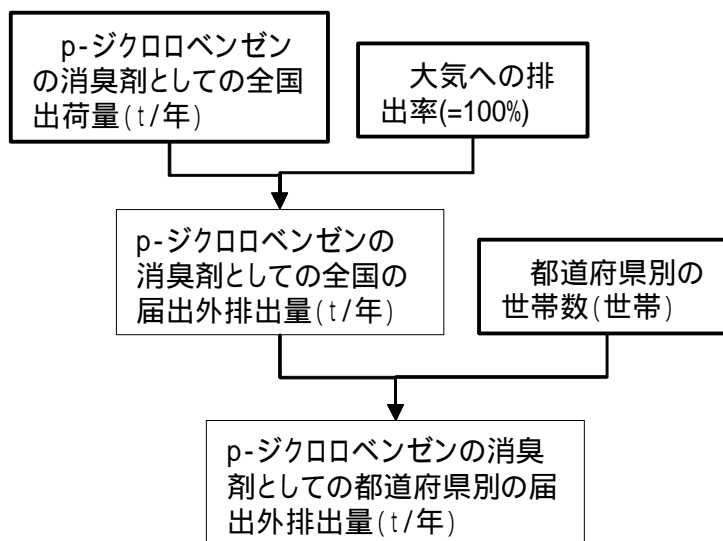 p-ジクロロベンゼン
の消臭剤としての全国
出荷量(t/年)
大気への排
出率(=100%)
p-ジクロロベンゼンの
消臭剤としての全国の
届出外排出量(t/年)
都道府県別の
世帯数(世帯)
p-ジクロロベンゼンの消臭
剤としての都道府県別の届
出外排出量(t/年)